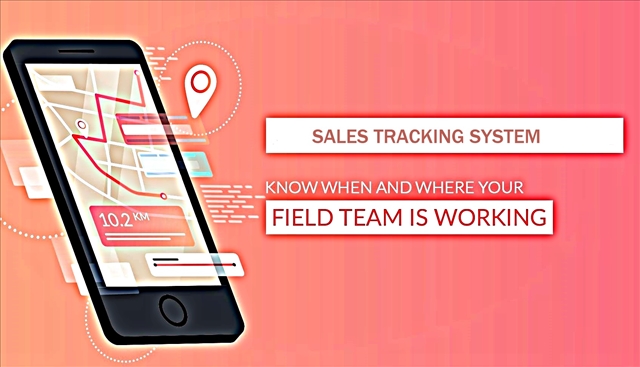 SALES TRACKING SYSTEM
KNOW WHEN AND WHERE YOUR
FIELD TEAM IS WORKING
10.2 KM